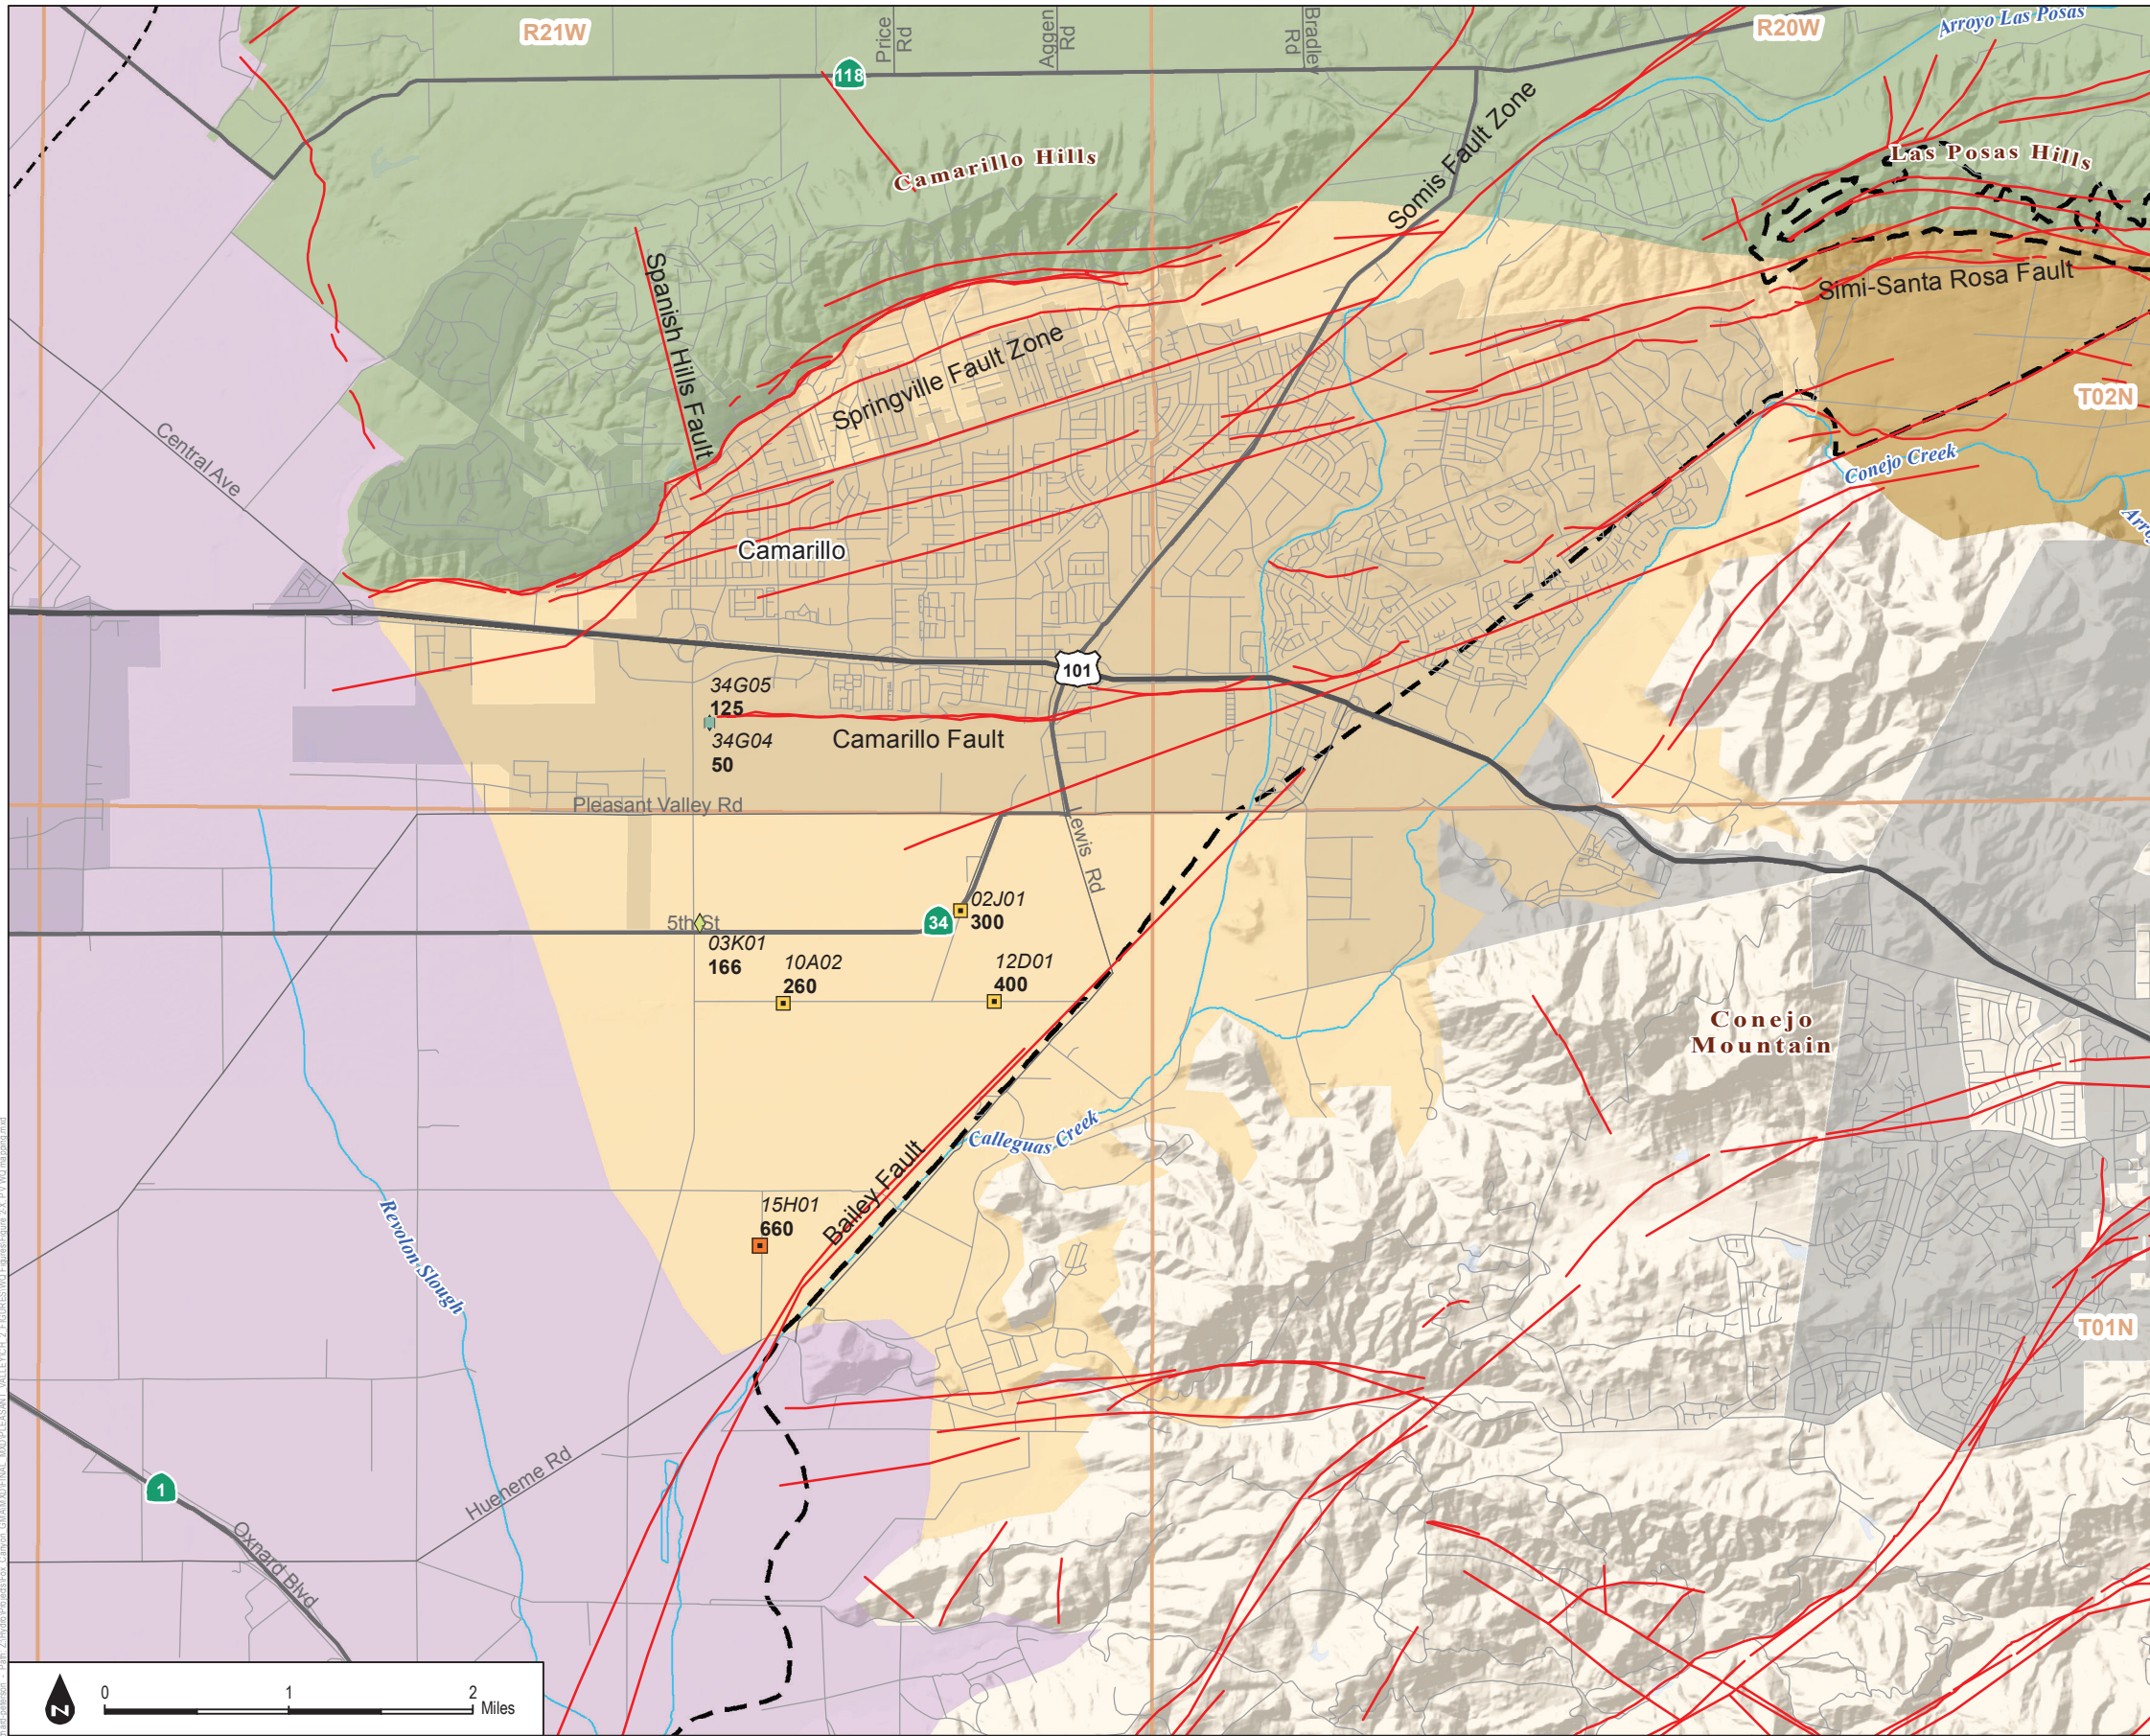 R21W
Price Rd
Aggen Rd
Bradley Rd
R20W
Arroyo Las Posas
118
Camarillo Hills
Somis Fault Zone
Las Posas Hills
Spanish Hills Fault
Simi-Santa Rosa Fault
Springville Fault Zone
T02N
Central Ave
Conejo Creek
Camarillo
101
34G05
125
34G04
50
Camarillo Fault
Pleasant Valley Rd
Lewis Rd
02J01
300
5th St
34
03K01
166
10A02
260
12D01
400
Conejo
Mountain
Calleguas Creek
Bailey Fault
15H01
660
Revolon Slough
T01N
Hueneme Rd
1
Oxnard Blvd
N
0 1 2 Miles